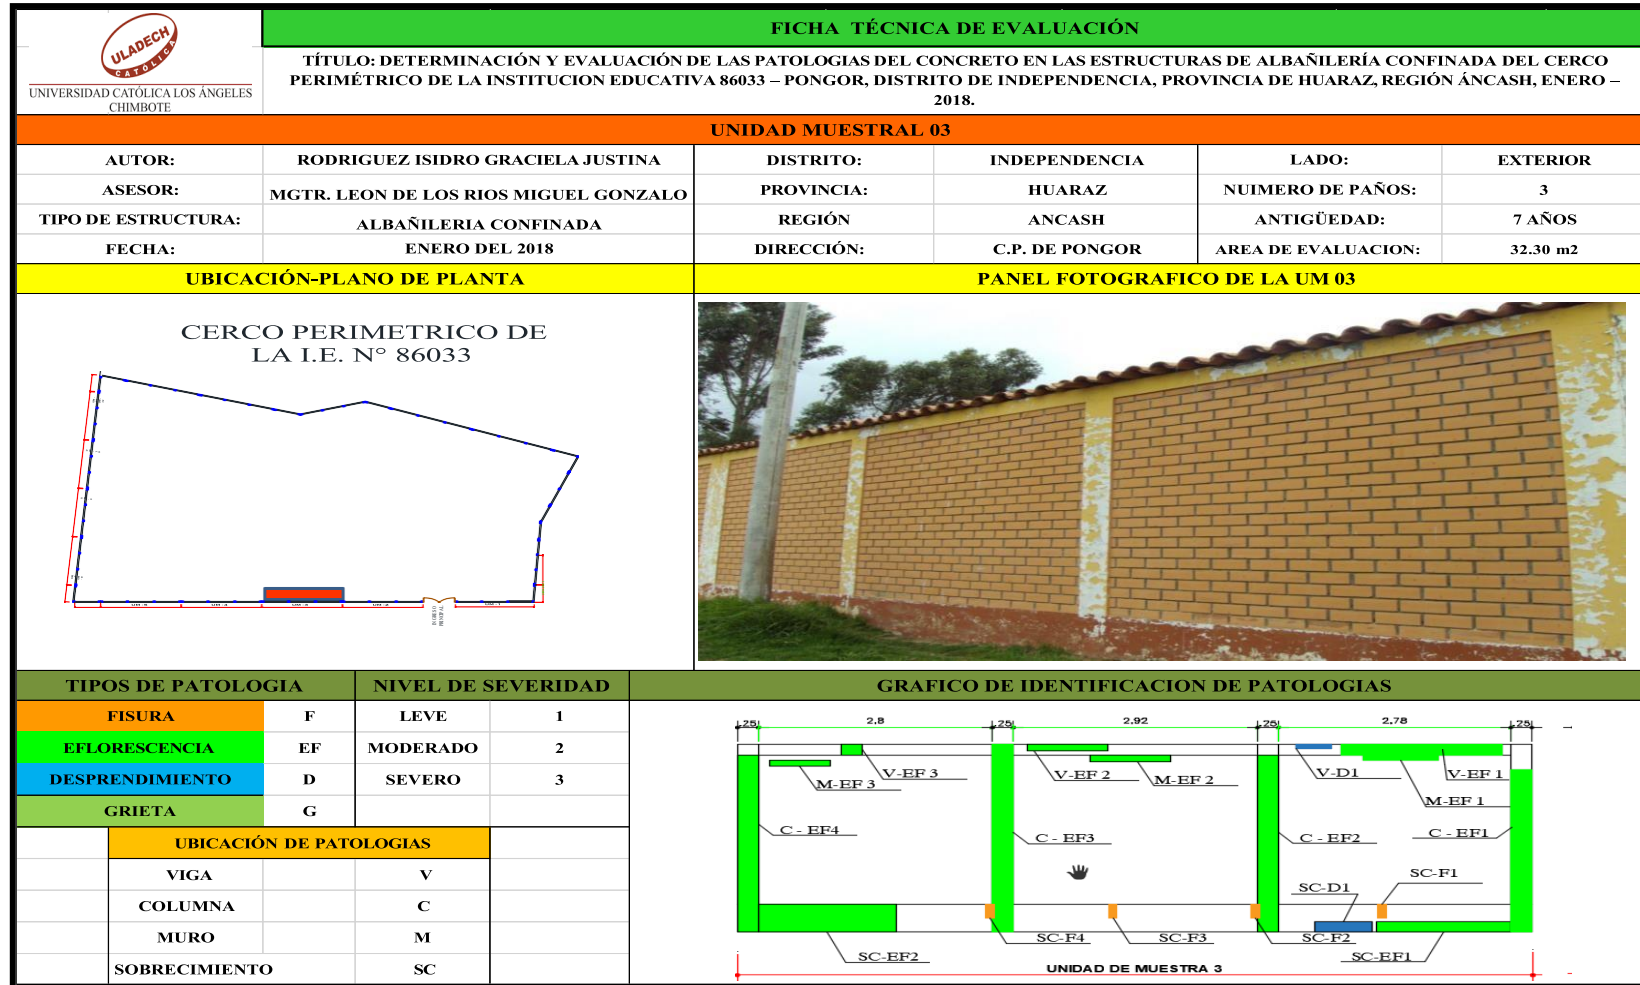 ULADECH
CATÓLICA
UNIVERSIDAD CATÓLICA LOS ÁNGELES
CHIMBOTE
FICHA TÉCNICA DE EVALUACIÓN
TÍTULO: DETERMINACIÓN Y EVALUACIÓN DE LAS PATOLOGIAS DEL CONCRETO EN LAS ESTRUCTURAS DE ALBAÑILERÍA CONFINADA DEL CERCO
PERIMÉTRICO DE LA INSTITUCION EDUCATIVA 86033 – PONGOR, DISTRITO DE INDEPENDENCIA, PROVINCIA DE HUARAZ, REGIÓN ÁNCASH, ENERO –
2018.
UNIDAD MUESTRAL 03
AUTOR: RODRIGUEZ ISIDRO GRACIELA JUSTINA DISTRITO: INDEPENDENCIA LADO: EXTERIOR
ASESOR: MGTR. LEON DE LOS RIOS MIGUEL GONZALO PROVINCIA: HUARAZ NUIMERO DE PAÑOS: 3
TIPO DE ESTRUCTURA: ALBAÑILERIA CONFINADA REGIÓN ANCASH ANTIGÜEDAD: 7 AÑOS
FECHA: ENERO DEL 2018 DIRECCIÓN: C.P. DE PONGOR AREA DE EVALUACION: 32.30 m2
UBICACIÓN-PLANO DE PLANTA PANEL FOTOGRAFICO DE LA UM 03
CERCO PERIMETRICO DE
LA I.E. N° 86033
INGRESO
PRINCIPAL
TIPOS DE PATOLOGIA NIVEL DE SEVERIDAD GRAFICO DE IDENTIFICACION DE PATOLOGIAS
FISURA F LEVE 1
EFLORESCENCIA EF MODERADO 2
DESPRENDIMIENTO D SEVERO 3
GRIETA G
UBICACIÓN DE PATOLOGIAS
VIGA V
COLUMNA C
MURO M
SOBRECIMIENTO SC
.25 2.8 .25 2.92 .25 2.78 .25
V-EF 3 V-EF 2 V-D1 V-EF 1
M-EF 3 M-EF 2 M-EF 1
C - EF4 C - EF3 C - EF2 C - EF1
SC-F1
SC-D1
SC-F4 SC-F3 SC-F2
SC-EF2 SC-EF1
UNIDAD DE MUESTRA 3